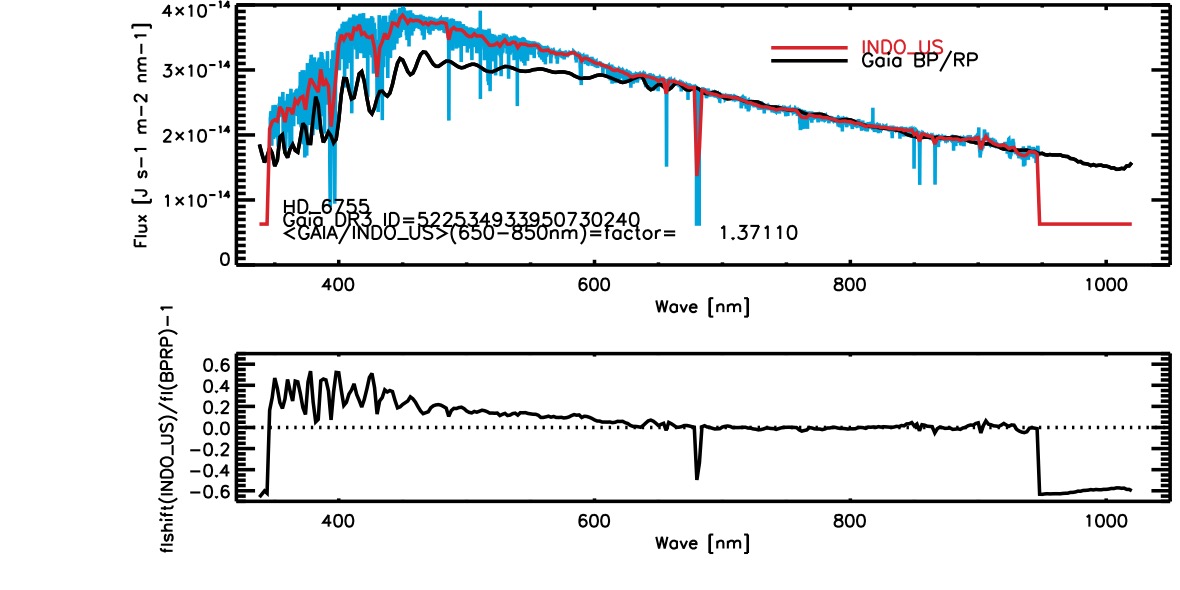 4×10−14
3×10−14
2×10−14
1×10−14
0
Flux [J s−1 m−2 nm−1]
INDO_US
Gaia BP/RP
HD_6755
Gaia DR3 ID=522534933950730240
<GAIA/INDO_US>(650−850nm)=factor= 1.37110
400 600 800 1000
Wave [nm]
0.6
0.4
0.2
0.0
−0.2
−0.4
−0.6
flshift(INDO_US)/fl(BPRP)−1
400 600 800 1000
Wave [nm]